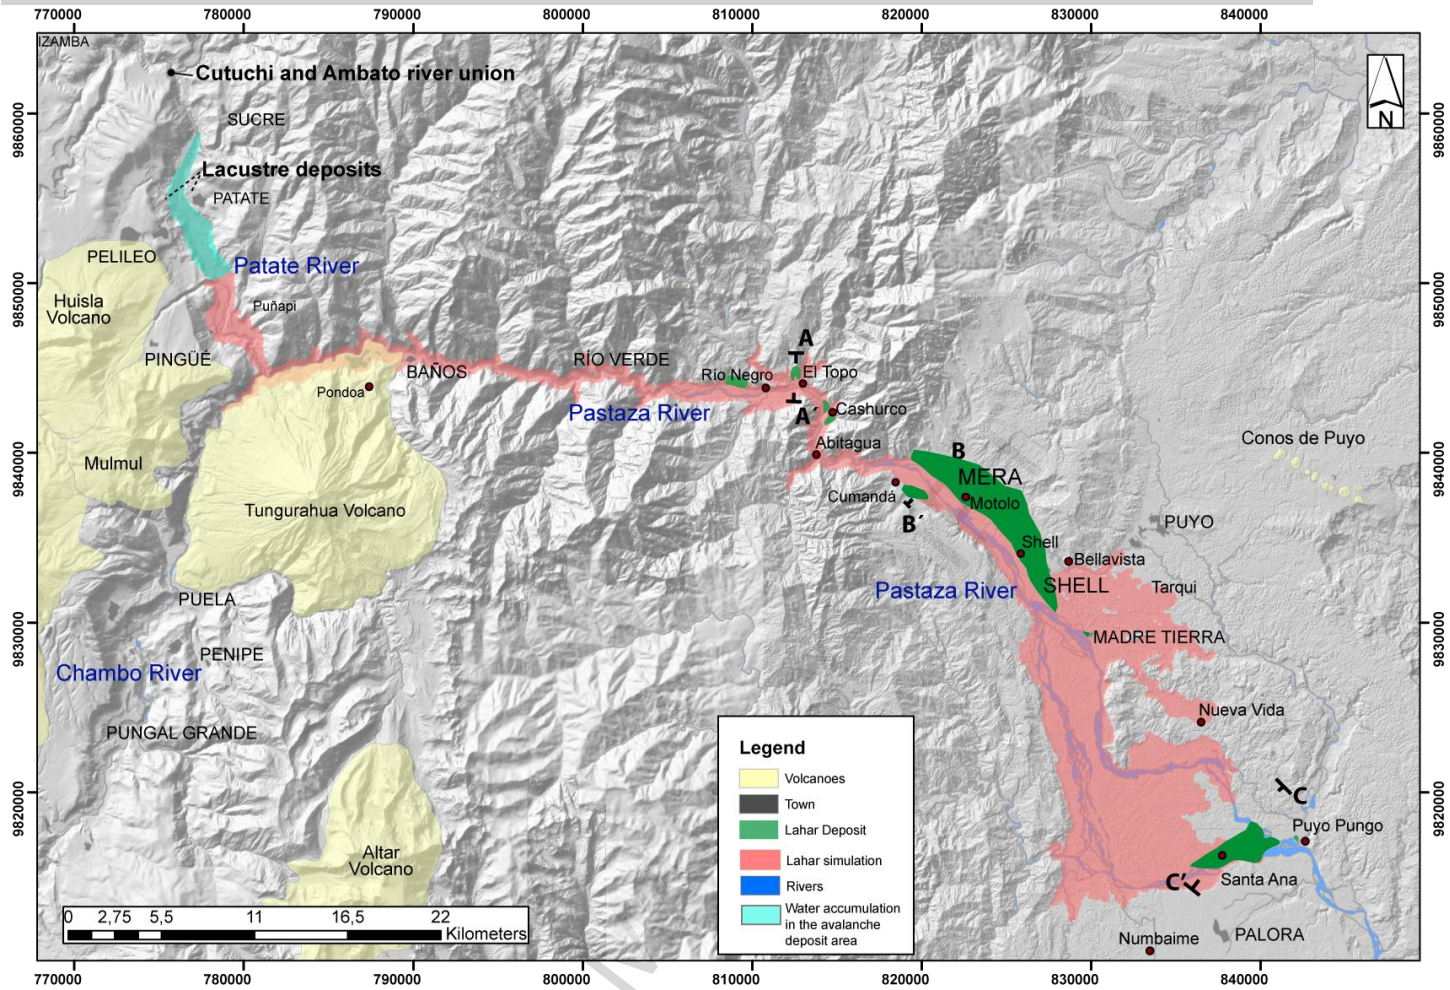 770000 780000 790000 800000 810000 820000 830000 840000
IZAMBA
Cutuchi and Ambato river union
N
9860000
9860000
SUCRE
Lacustre deposits
PATATE
PELILEO
Patate River
9850000
9850000
Huisla
Volcano
Puñapi
PINGÜÉ
A
RÍO VERDE
BAÑOS
Río Negro
El Topo
Pondoa
Pastaza River
A´
Cashurco
Abitagua
Conos de Puyo
9840000
9840000
Mulmul
B
MERA
Cumandá
Motolo
Tungurahua Volcano
B´
PUYO
Shell
Bellavista
Pastaza River
SHELL
Tarqui
PUELA
9830000
9830000
MADRE TIERRA
PENIPE
Chambo River
Nueva Vida
PUNGAL GRANDE
Legend
Volcanoes
Town
Lahar Deposit
Lahar simulation
Rivers
Water accumulation
in the avalanche
deposit area
9820000
9820000
C
Puyo Pungo
Altar
Volcano
C'
Santa Ana
0 2,75 5,5 11 16,5 22
Kilometers
Numbaime
PALORA
770000 780000 790000 800000 810000 820000 830000 840000